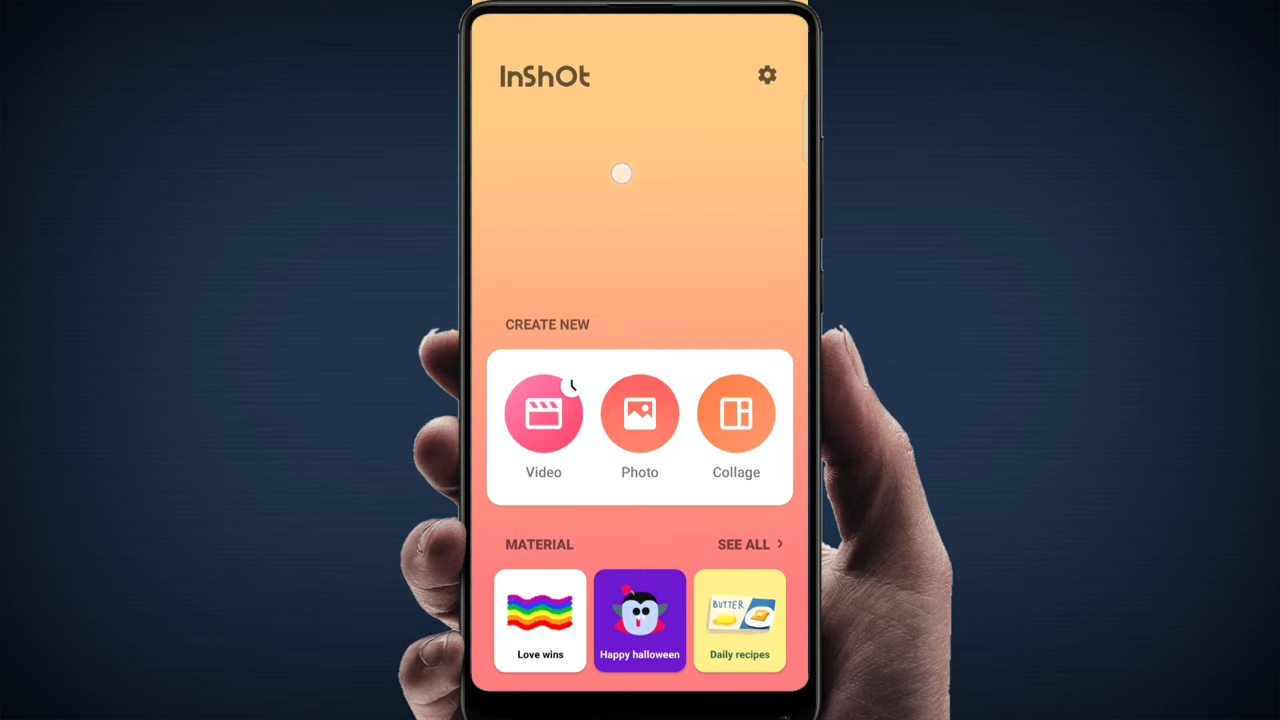 InShOt
CREATE NEW
Video
Photo
Collage
MATERIAL
SEE ALL >
BUTTER
Love wins
Happy halloween
Daily recipes